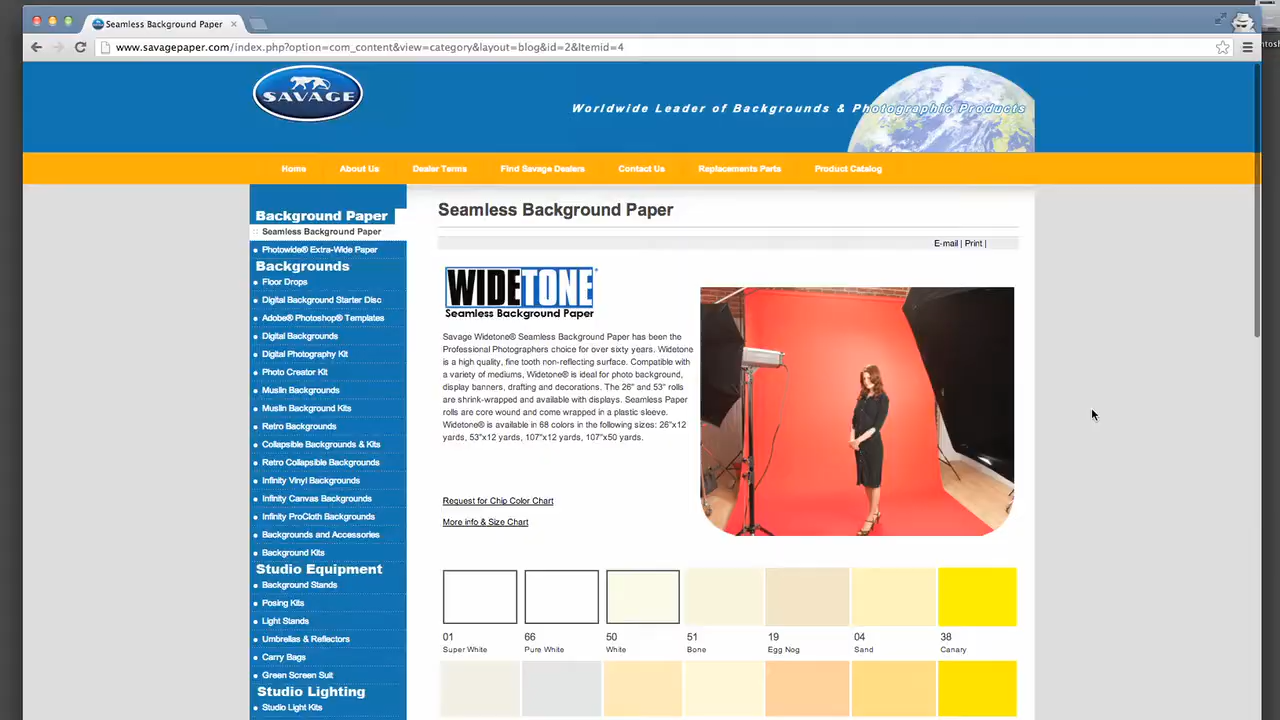 Seamless Background Paper
www.savagepaper.com/index.php?option=com_content&view=category&layout=blog&id=2&Itemid=4
SAVAGE
Worldwide Leader of Backgrounds & Photographic Products
Home About Us Dealer Terms Find Savage Dealers Contact Us Replacements Parts Product Catalog
Background Paper
Seamless Background Paper
Photowide® Extra-Wide Paper
Backgrounds
Floor Drops
Digital Background Starter Disc
Adobe® Photoshop® Templates
Digital Backgrounds
Digital Photography Kit
Photo Creator Kit
Muslin Backgrounds
Muslin Background Kits
Retro Backgrounds
Collapsible Backgrounds & Kits
Retro Collapsible Backgrounds
Infinity Vinyl Backgrounds
Infinity Canvas Backgrounds
Infinity ProCloth Backgrounds
Backgrounds and Accessories
Background Kits
Studio Equipment
Background Stands
Posing Kits
Light Stands
Umbrellas & Reflectors
Carry Bags
Green Screen Suit
Studio Lighting
Studio Light Kits
Seamless Background Paper
E-mail | Print |
WIDETONE®
Seamless Background Paper
Savage Widetone® Seamless Background Paper has been the
Professional Photographers choice for over sixty years. Widetone
is a high quality, fine tooth non-reflecting surface. Compatible with
a variety of mediums, Widetone® is ideal for photo background,
display banners, drafting and decorations. The 26" and 53" rolls
are shrink-wrapped and available with displays. Seamless Paper
rolls are core wound and come wrapped in a plastic sleeve.
Widetone® is available in 68 colors in the following sizes: 26"x12
yards, 53"x12 yards, 107"x12 yards, 107"x50 yards.
Request for Chip Color Chart
More info & Size Chart
01 66 50 51 19 04 38
Super White Pure White White Bone Egg Nog Sand Canary